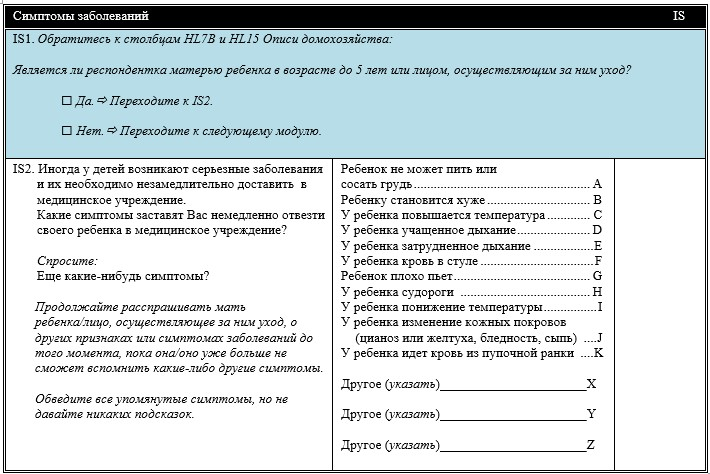 Симптомы заболеваний IS
IS1. Обратитесь к столбцам HL7B и HL15 Описи домохозяйства:
Является ли респондентка матерью ребенка в возрасте до 5 лет или лицом, осуществляющим за ним уход?
☐ Да. ⇨ Переходите к IS2.
☐ Нет. ⇨ Переходите к следующему модулю.
IS2. Иногда у детей возникают серьезные заболевания
и их необходимо незамедлительно доставить в
медицинское учреждение.
Какие симптомы заставят Вас немедленно отвезти
своего ребенка в медицинское учреждение?
Спросите:
Еще какие-нибудь симптомы?
Продолжайте расспрашивать мать
ребенка/лицо, осуществляющее за ним уход, о
других признаках или симптомах заболеваний до
того момента, пока она/оно уже больше не
сможет вспомнить какие-либо другие симптомы.
Обведите все упомянутые симптомы, но не
давайте никаких подсказок.
Ребенок не может пить или
сосать грудь ........ A
Ребенку становится хуже ........ B
У ребенка повышается температура ........ C
У ребенка учащенное дыхание ........ D
У ребенка затрудненное дыхание ........ E
У ребенка кровь в стуле ........ F
Ребенок плохо пьет ........ G
У ребенка судороги ........ H
У ребенка понижение температуры ........ I
У ребенка изменение кожных покровов
(цианоз или желтуха, бледность, сыпь) ....J
У ребенка идет кровь из пупочной ранки ....K
Другое (указать)______________________X
Другое (указать)______________________Y
Другое (указать)______________________Z